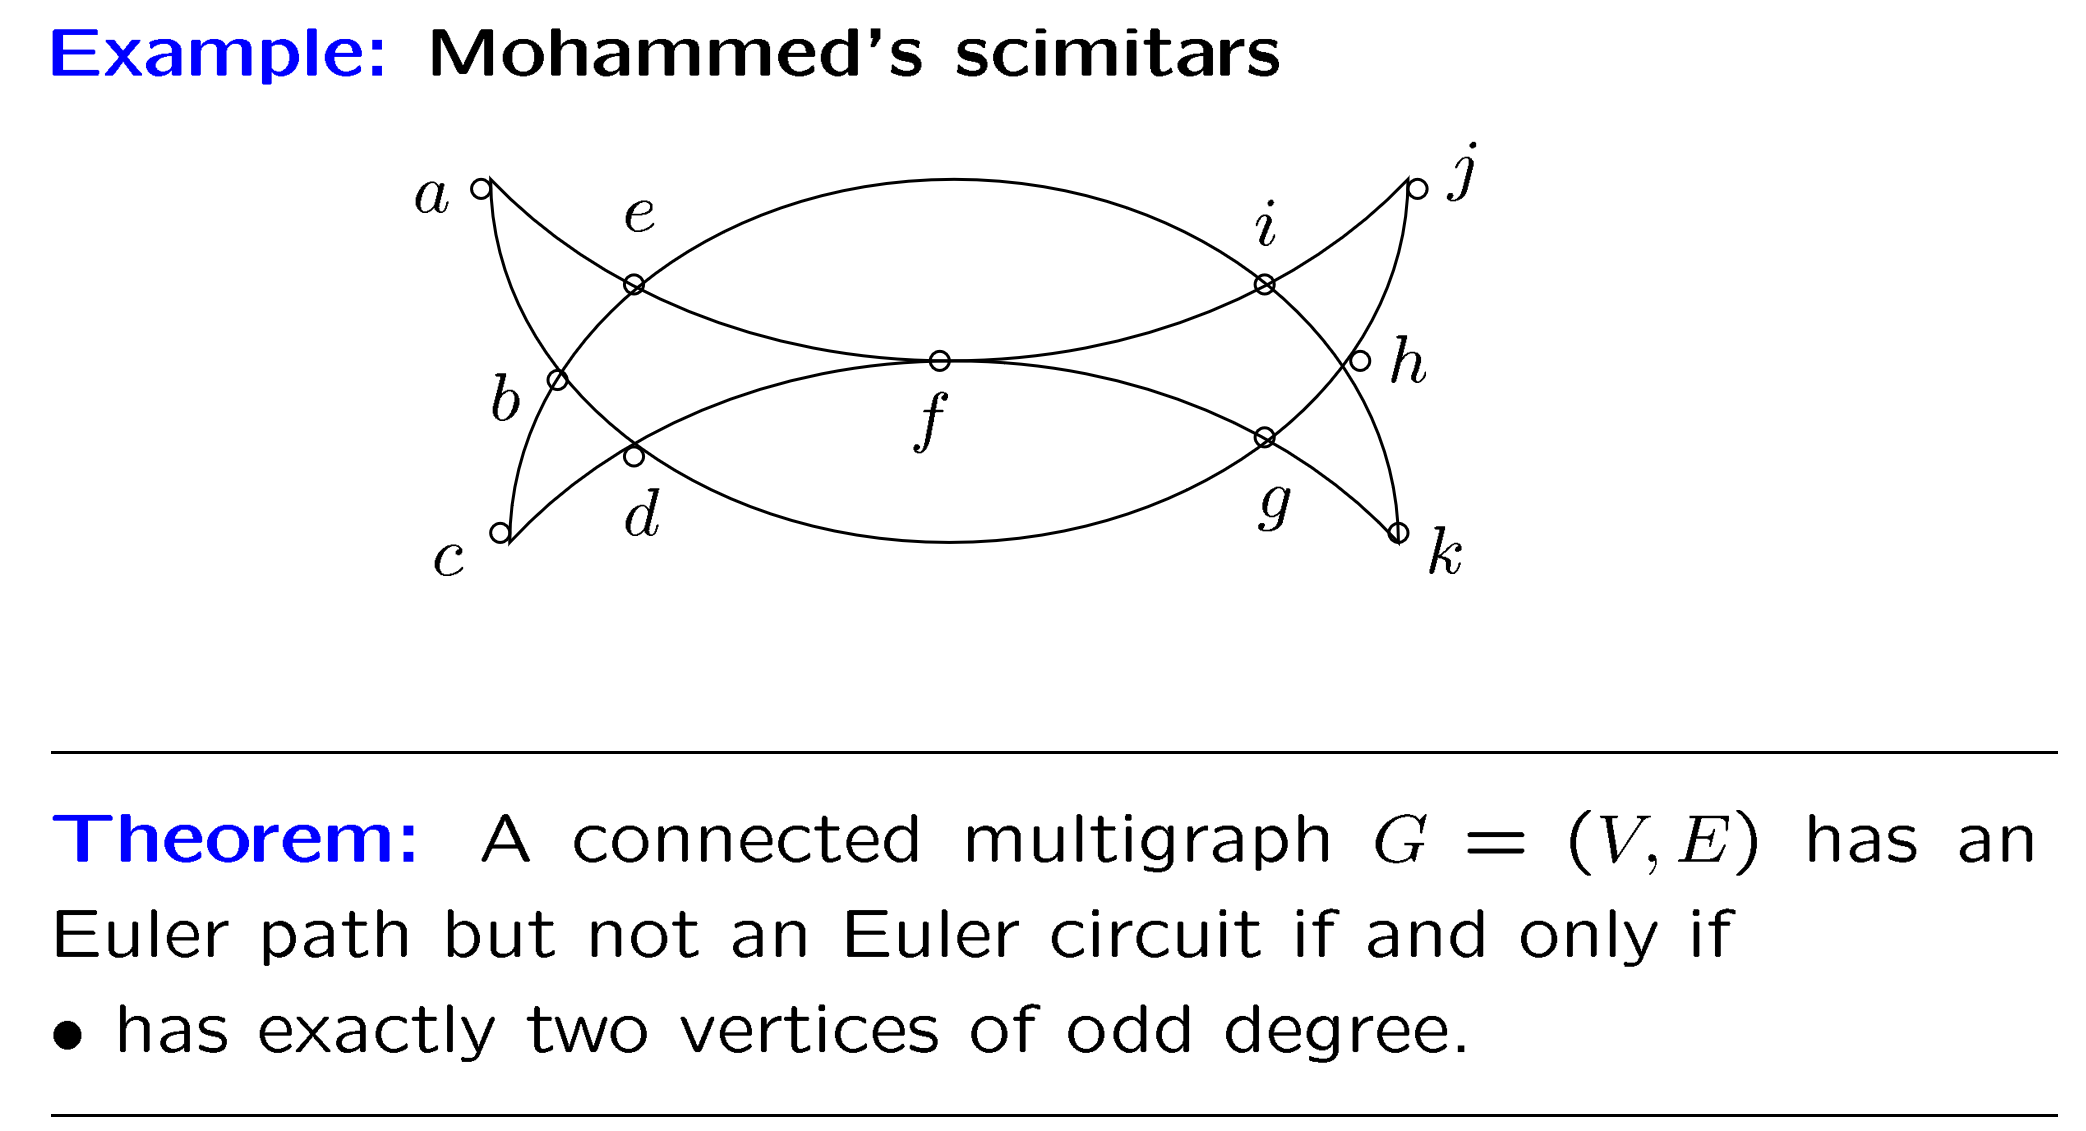 Example: Mohammed's scimitars
a
e
i
j
b
h
f
c
d
g
k
Theorem: A connected multigraph G = (V, E) has an
Euler path but not an Euler circuit if and only if
• has exactly two vertices of odd degree.